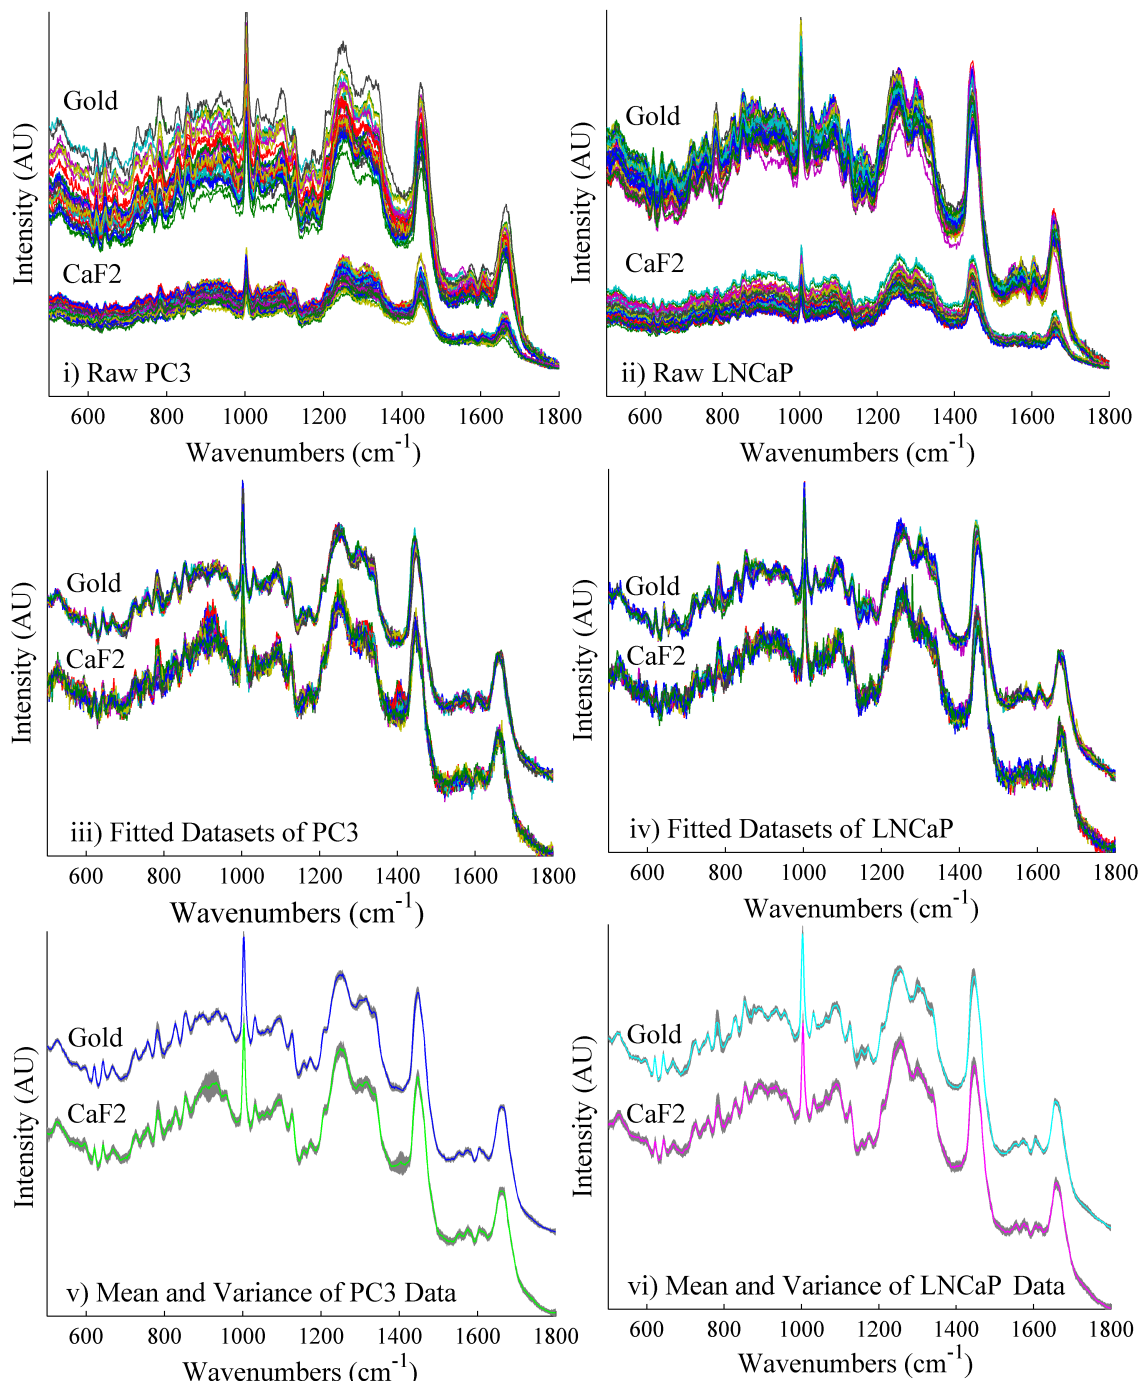 Intensity (AU)
Gold
CaF2
i) Raw PC3
600 800 1000 1200 1400 1600 1800
Wavenumbers (cm-1)
Intensity (AU)
Gold
CaF2
ii) Raw LNCaP
600 800 1000 1200 1400 1600 1800
Wavenumbers (cm-1)
Intensity (AU)
Gold
CaF2
iii) Fitted Datasets of PC3
600 800 1000 1200 1400 1600 1800
Wavenumbers (cm-1)
Intensity (AU)
Gold
CaF2
iv) Fitted Datasets of LNCaP
600 800 1000 1200 1400 1600 1800
Wavenumbers (cm-1)
Intensity (AU)
Gold
CaF2
v) Mean and Variance of PC3 Data
600 800 1000 1200 1400 1600 1800
Wavenumbers (cm-1)
Intensity (AU)
Gold
CaF2
vi) Mean and Variance of LNCaP Data
600 800 1000 1200 1400 1600 1800
Wavenumbers (cm-1)